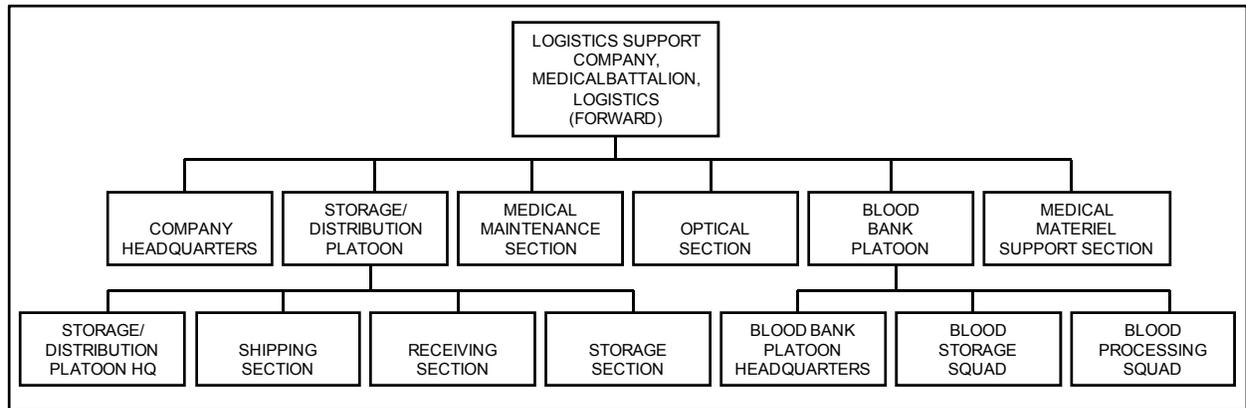 LOGISTICS SUPPORT
COMPANY,
MEDICALBATTALION,
LOGISTICS
(FORWARD)
COMPANY
HEADQUARTERS
STORAGE/
DISTRIBUTION
PLATOON
MEDICAL
MAINTENANCE
SECTION
OPTICAL
SECTION
BLOOD
BANK
PLATOON
MEDICAL
MATERIEL
SUPPORT SECTION
STORAGE/
DISTRIBUTION
PLATOON HQ
SHIPPING
SECTION
RECEIVING
SECTION
STORAGE
SECTION
BLOOD BANK
PLATOON
HEADQUARTERS
BLOOD
STORAGE
SQUAD
BLOOD
PROCESSING
SQUAD